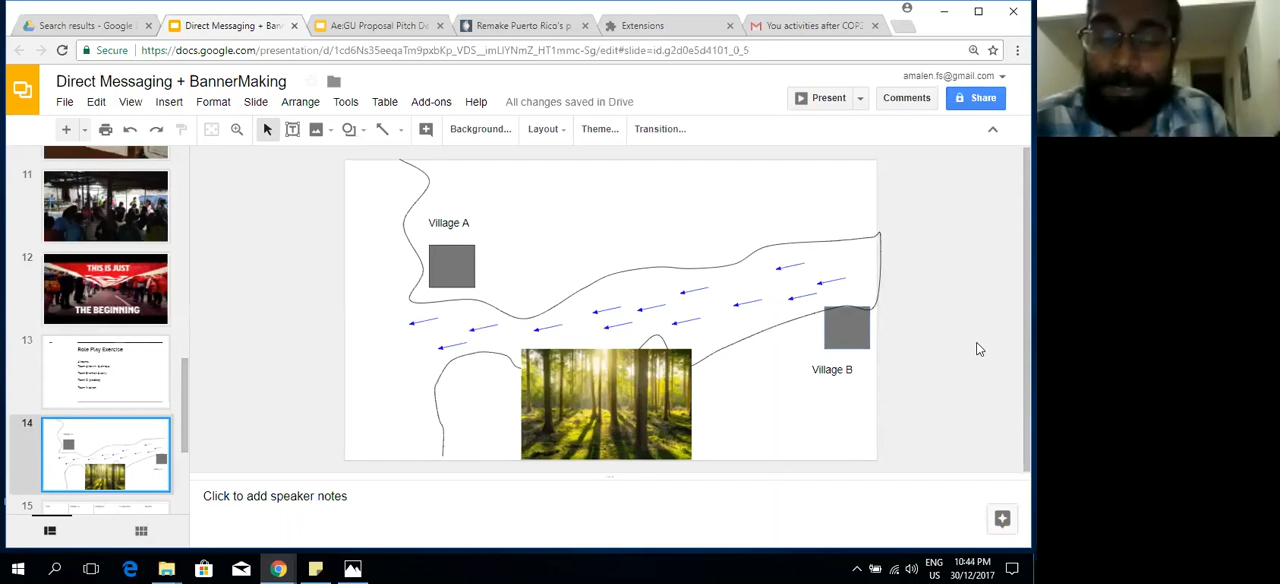 Search results - Google
Direct Messaging + Ban
Ae:GU Proposal Pitch De
Remake Puerto Rico's p
Extensions
You activities after COP2
Secure
https://docs.google.com/presentation/d/1cd6Ns35eeqaTm9pxbKp_VDS__imLIYNmZ_HT1mmc-Sg/edit#slide=id.g2d0e5d4101_0_5
Direct Messaging + BannerMaking
amalen.fs@gmail.com
File Edit View Insert Format Slide Arrange Tools Table Add-ons Help All changes saved in Drive
Present
Comments
Share
Background...
Layout
Theme...
Transition...
11
12
THIS IS JUST
THE BEGINNING
13
Role Play Exercise
14
15
Village A
Village B
Click to add speaker notes
ENG
US
10:44 PM
30/12/2017